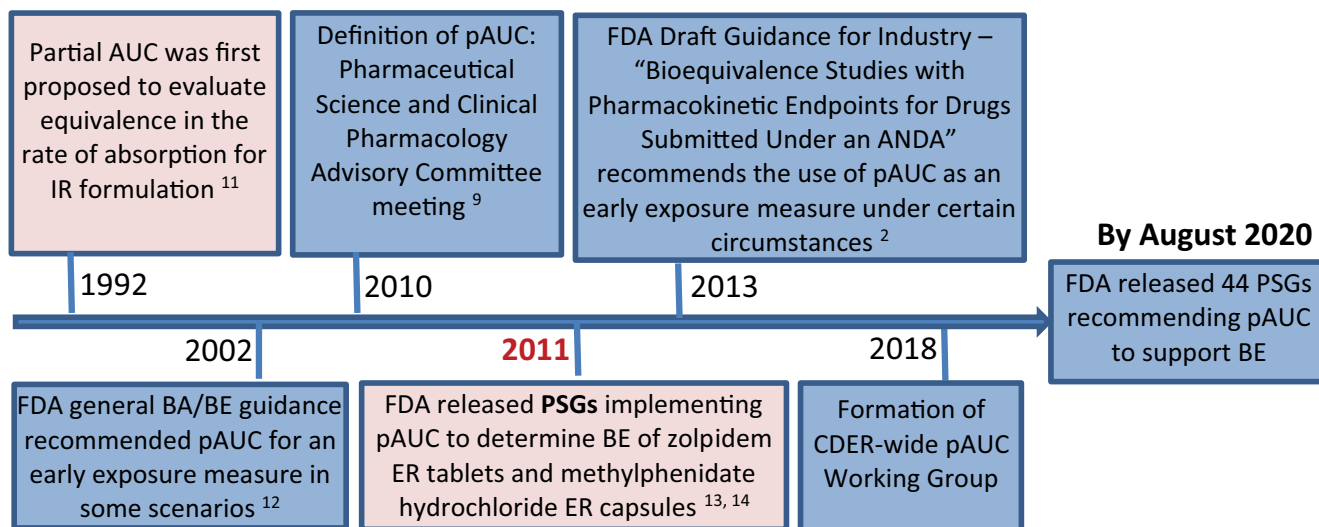 Partial AUC was first
proposed to evaluate
equivalence in the
rate of absorption for
IR formulation 11
Definition of pAUC:
Pharmaceutical
Science and Clinical
Pharmacology
Advisory Committee
meeting 9
FDA Draft Guidance for Industry –
“Bioequivalence Studies with
Pharmacokinetic Endpoints for Drugs
Submitted Under an ANDA”
recommends the use of pAUC as an
early exposure measure under certain
circumstances 2
By August 2020
FDA released 44 PSGs
recommending pAUC
to support BE
1992
2010
2013
2002
2011
2018
FDA general BA/BE guidance
recommended pAUC for an
early exposure measure in
some scenarios 12
FDA released PSGs implementing
pAUC to determine BE of zolpidem
ER tablets and methylphenidate
hydrochloride ER capsules 13, 14
Formation of
CDER-wide pAUC
Working Group